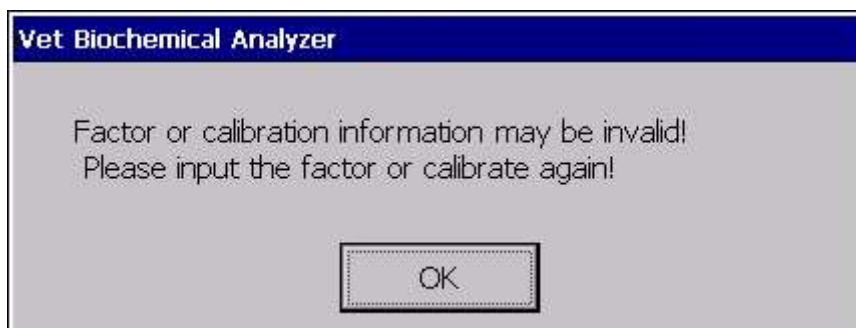 Vet Biochemical Analyzer
Factor or calibration information may be invalid!
Please input the factor or calibrate again!
OK